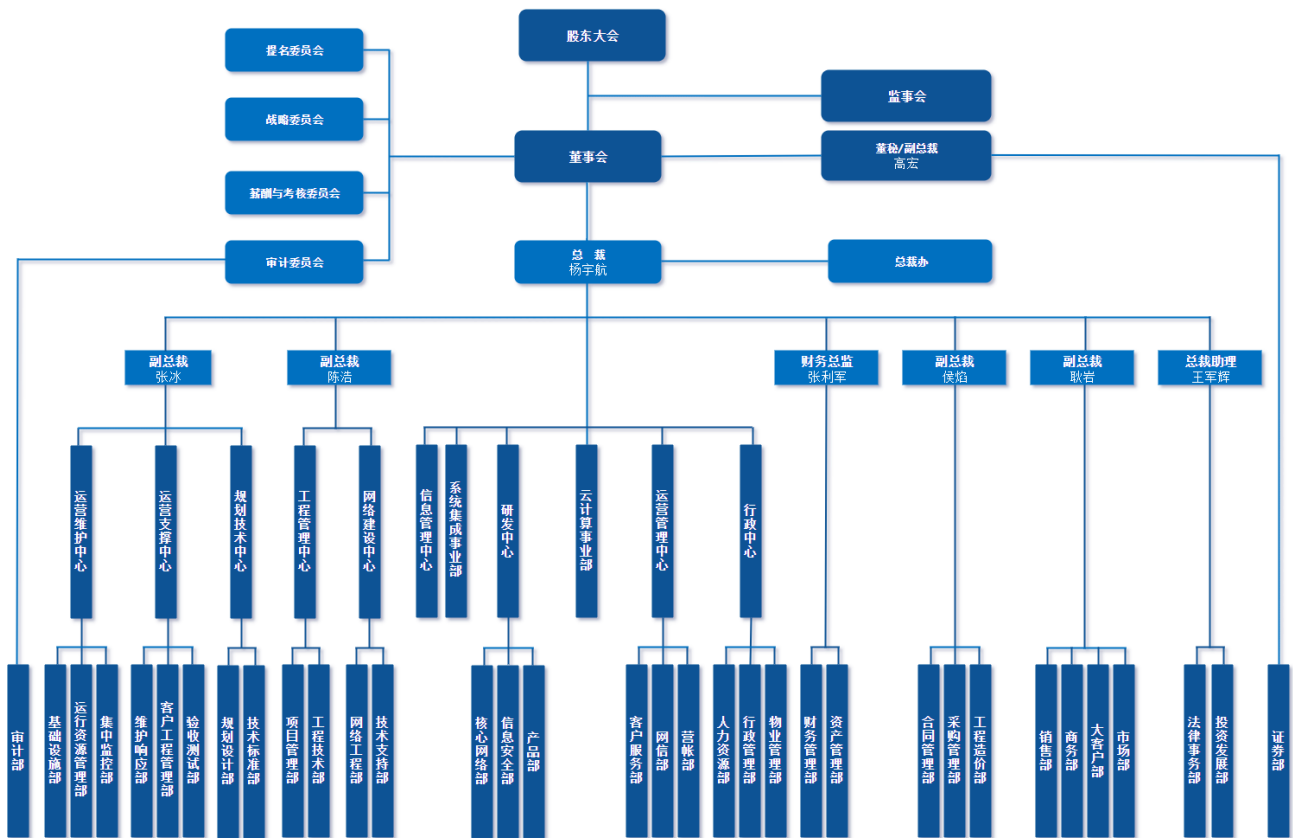 股东大会
提名委员会
监事会
战略委员会
董事会
董秘/副总裁
高宏
薪酬与考核委员会
审计委员会
总 裁
杨宇航
总裁办
副总裁
张冰
副总裁
陈浩
财务总监
张利军
副总裁
侯焰
副总裁
耿岩
总裁助理
王军辉
运营维护中心
运营支撑中心
规划技术中心
工程管理中心
网络建设中心
信息管理中心
系统集成事业部
研发中心
云计算事业部
运营管理中心
行政中心
审计部
基础设施部
运行资源管理部
集中监控部
维护响应部
客户工程管理部
验收测试部
规划设计部
技术标准部
项目管理部
工程技术部
网络工程部
技术支持部
核心网络部
信息安全部
产品部
客户服务部
网信部
营帐部
人力资源部
行政管理部
物业管理部
财务管理部
资产管理部
合同管理部
采购管理部
工程造价部
销售部
商务部
大客户部
市场部
法律事务部
投资发展部
证券部